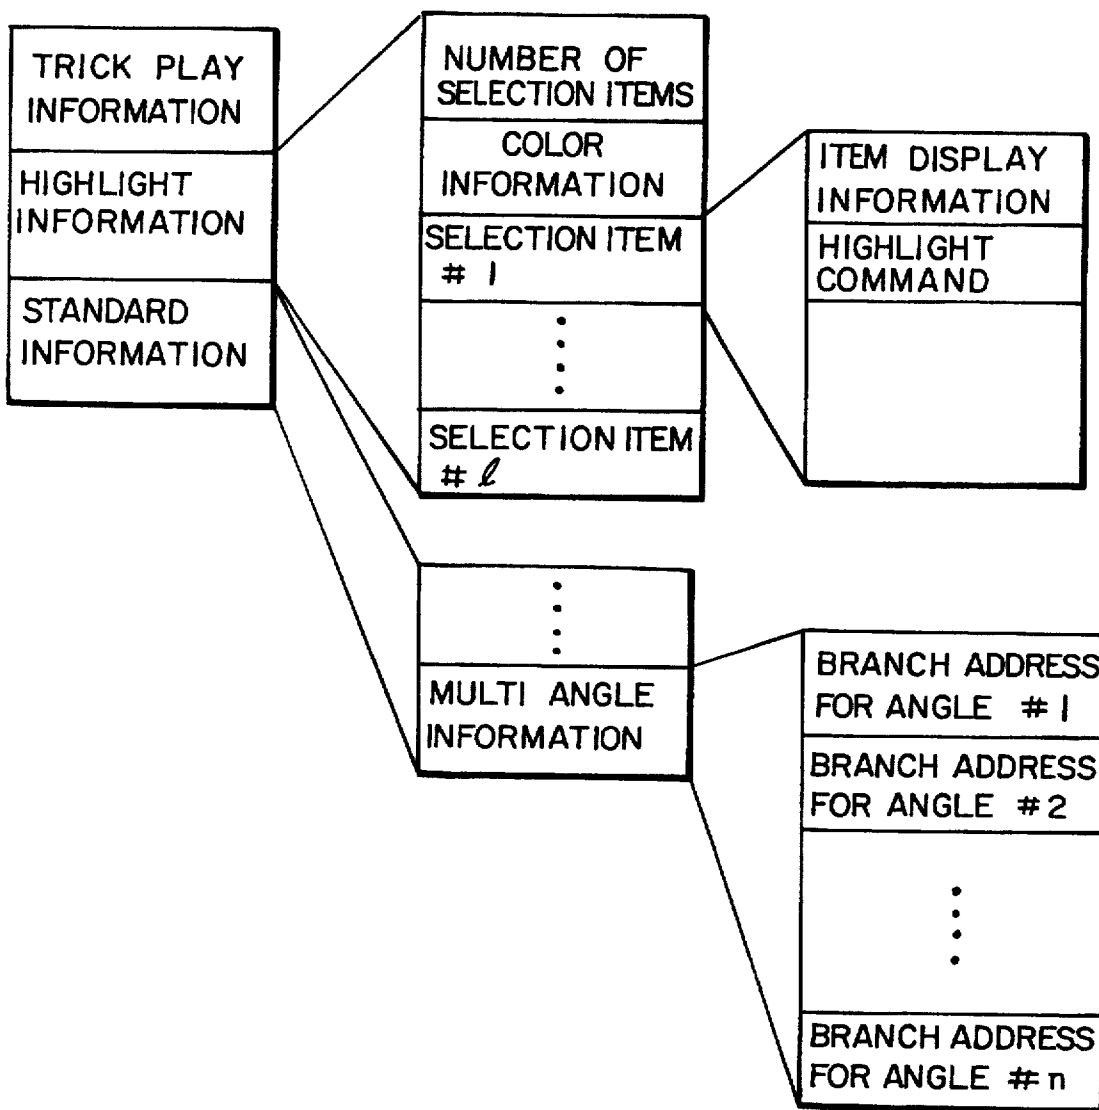 TRICK PLAY
INFORMATION
HIGHLIGHT
INFORMATION
STANDARD
INFORMATION
NUMBER OF
SELECTION ITEMS
COLOR
INFORMATION
SELECTION ITEM
# 1
SELECTION ITEM
# ℓ
ITEM DISPLAY
INFORMATION
HIGHLIGHT
COMMAND
MULTI ANGLE
INFORMATION
BRANCH ADDRESS
FOR ANGLE # 1
BRANCH ADDRESS
FOR ANGLE # 2
BRANCH ADDRESS
FOR ANGLE # n